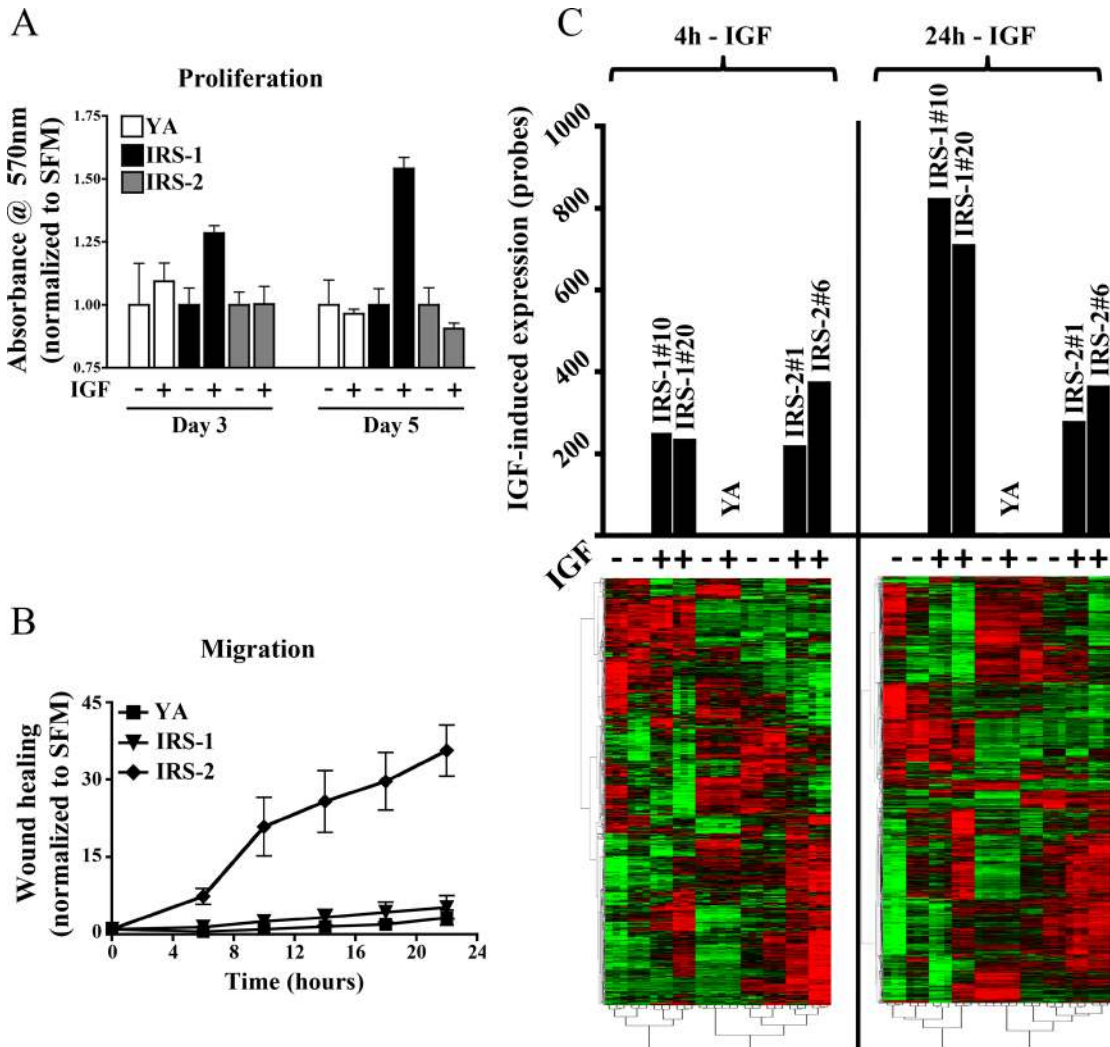 A
Proliferation
Absorbance @ 570nm
(normalized to SFM)
1.75
1.50
1.25
1.00
0.75
YA
IRS-1
IRS-2
IGF - + - + - + - + - + - +
Day 3 Day 5
B
Migration
Wound healing
(normalized to SFM)
45
30
15
0
YA
IRS-1
IRS-2
0 4 8 12 16 20 24
Time (hours)
C
4h - IGF 24h - IGF
IGF-induced expression (probes)
1000
800
600
400
200
IRS-1#10
IRS-1#20
YA
IRS-2#1
IRS-2#6
IRS-1#10
IRS-1#20
YA
IRS-2#1
IRS-2#6
IGF - - + + - + - - + + - - + + - + - - + +